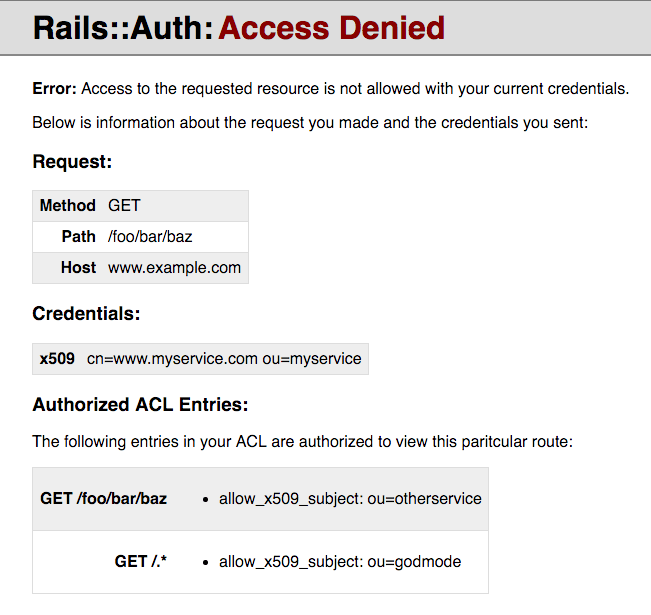 Rails::Auth: Access Denied
Error: Access to the requested resource is not allowed with your current credentials.
Below is information about the request you made and the credentials you sent:
Request:
Method GET
Path /foo/bar/baz
Host www.example.com
Credentials:
x509 cn=www.myservice.com ou=myservice
Authorized ACL Entries:
The following entries in your ACL are authorized to view this paritcular route:
GET /foo/bar/baz • allow_x509_subject: ou=otherservice
GET /.* • allow_x509_subject: ou=godmode